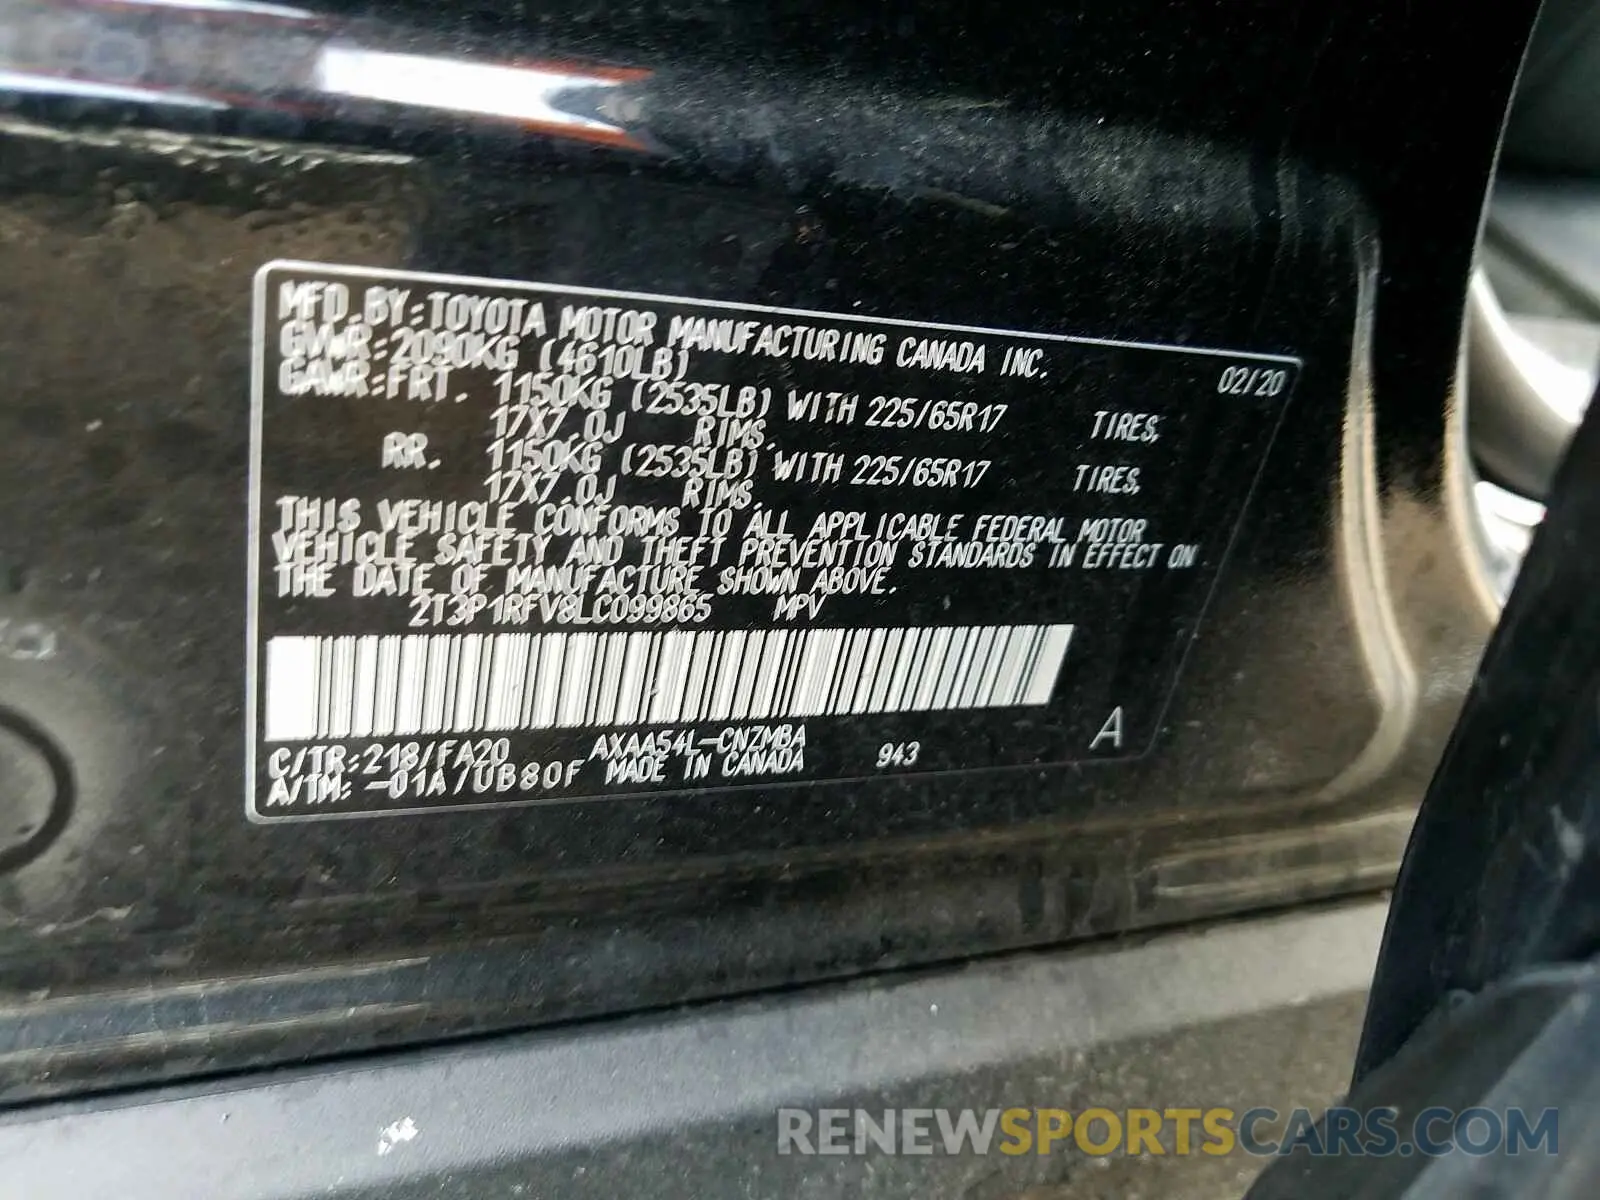 MFD. BY: TOYOTA MOTOR MANUFACTURING CANADA INC.
GVWR: 2090KG (4610LB) 02/20
GAWR: FRT. 1150KG (2535LB) WITH 225/65R17 TIRES,
17X7.0J RIMS.
RR. 1150KG (2535LB) WITH 225/65R17 TIRES,
17X7.0J RIMS.
THIS VEHICLE CONFORMS TO ALL APPLICABLE FEDERAL MOTOR
VEHICLE SAFETY AND THEFT PREVENTION STANDARDS IN EFFECT ON
THE DATE OF MANUFACTURE SHOWN ABOVE.
2T3P1RFV8LC099865 MPV
C/TR: 218/FA20 AXAA54L-CNZMBA 943 A
A/TM: -01A/UB80F MADE IN CANADA
RENEWSPORTSCARS.COM